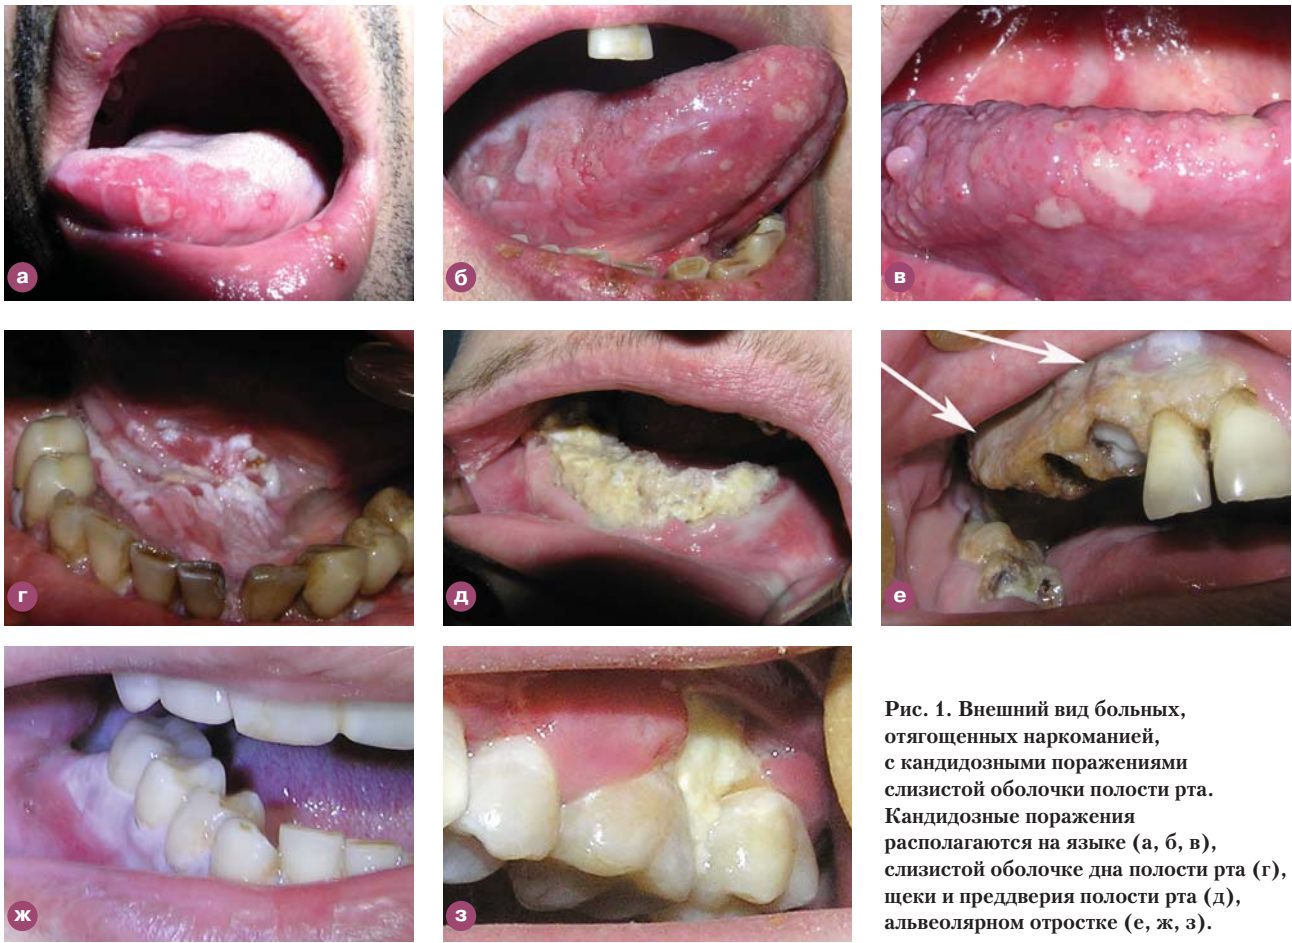 а
б
в
г
д
е
ж
з
Рис. 1. Внешний вид больных,
отягощенных наркоманией,
с кандидозными поражениями
слизистой оболочки полости рта.
Кандидозные поражения
располагаются на языке (а, б, в),
слизистой оболочке дна полости рта (г),
щеки и преддверия полости рта (д),
альвеолярном отростке (е, ж, з).